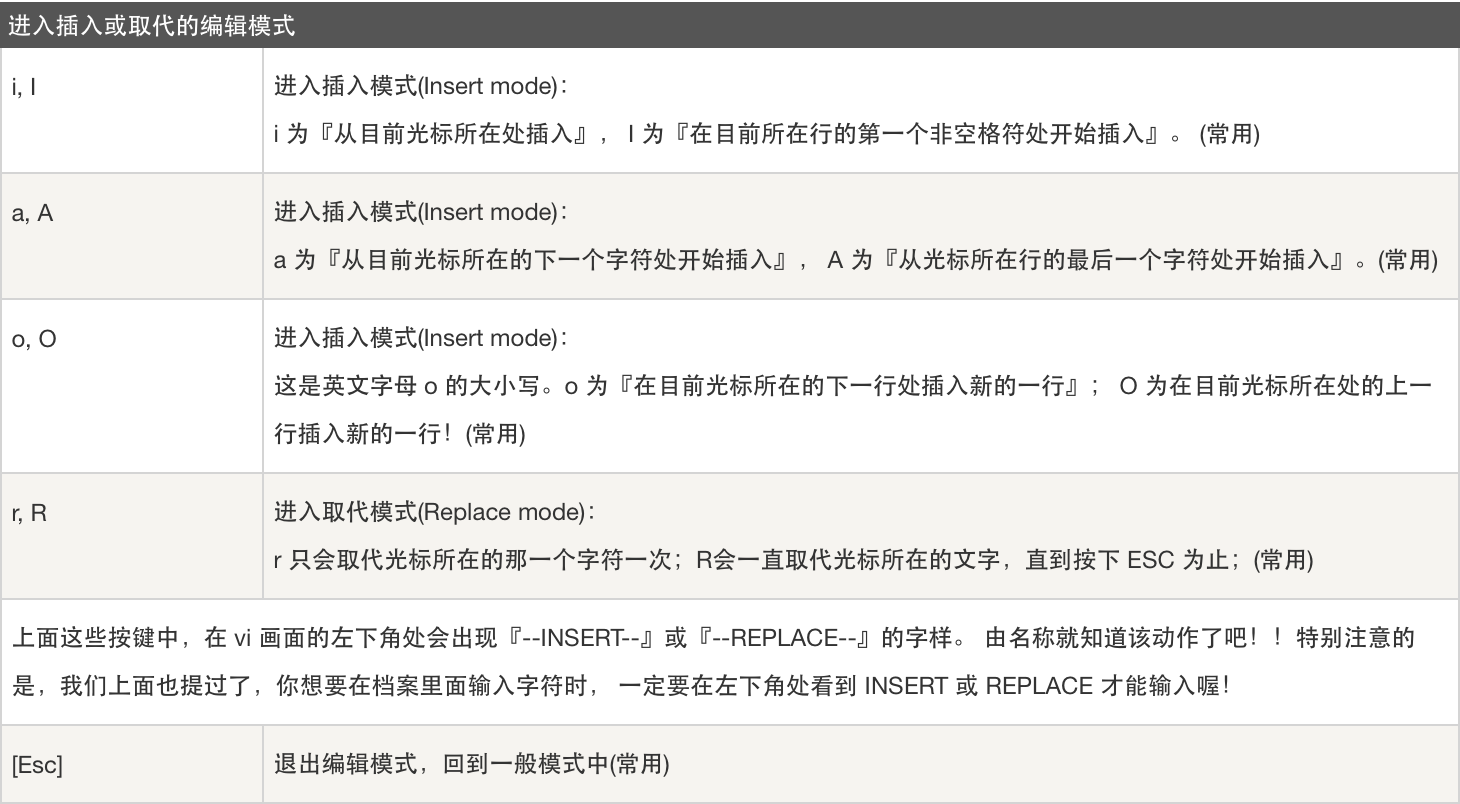 进入插入或取代的编辑模式
i, I
进入插入模式(Insert mode)：
i 为『从目前光标所在处插入』， I 为『在目前所在行的第一个非空格符处开始插入』。 (常用)
a, A
进入插入模式(Insert mode)：
a 为『从目前光标所在的下一个字符处开始插入』， A 为『从光标所在行的最后一个字符处开始插入』。(常用)
o, O
进入插入模式(Insert mode)：
这是英文字母 o 的大小写。o 为『在目前光标所在的下一行处插入新的一行』； O 为在目前光标所在处的上一
行插入新的一行！(常用)
r, R
进入取代模式(Replace mode)：
r 只会取代光标所在的那一个字符一次；R会一直取代光标所在的文字，直到按下 ESC 为止；(常用)
上面这些按键中，在 vi 画面的左下角处会出现『--INSERT--』或『--REPLACE--』的字样。 由名称就知道该动作了吧！！特别注意的
是，我们上面也提过了，你想要在档案里面输入字符时， 一定要在左下角处看到 INSERT 或 REPLACE 才能输入喔！
[Esc]
退出编辑模式，回到一般模式中(常用)